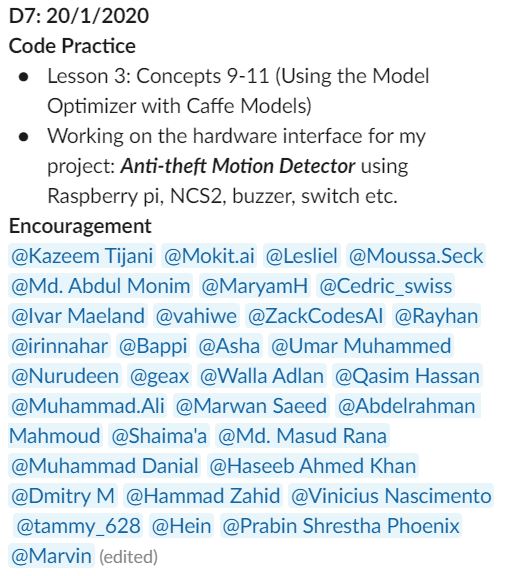 D7: 20/1/2020
Code Practice
● Lesson 3: Concepts 9-11 (Using the Model
Optimizer with Caffe Models)
● Working on the hardware interface for my
project: Anti-theft Motion Detector using
Raspberry pi, NCS2, buzzer, switch etc.
Encouragement
@Kazeem Tijani @Mokit.ai @Lesliel @Moussa.Seck
@Md. Abdul Monim @MaryamH @Cedric_swiss
@Ivar Maeland @vahiwe @ZackCodesAI @Rayhan
@irinnahar @Bappi @Asha @Umar Muhammed
@Nurudeen @geax @Walla Adlan @Qasim Hassan
@Muhammad.Ali @Marwan Saeed @Abdelrahman
Mahmoud @Shaima'a @Md. Masud Rana
@Muhammad Danial @Haseeb Ahmed Khan
@Dmitry M @Hammad Zahid @Vinicius Nascimento
@tammy_628 @Hein @Prabin Shrestha Phoenix
@Marvin (edited)